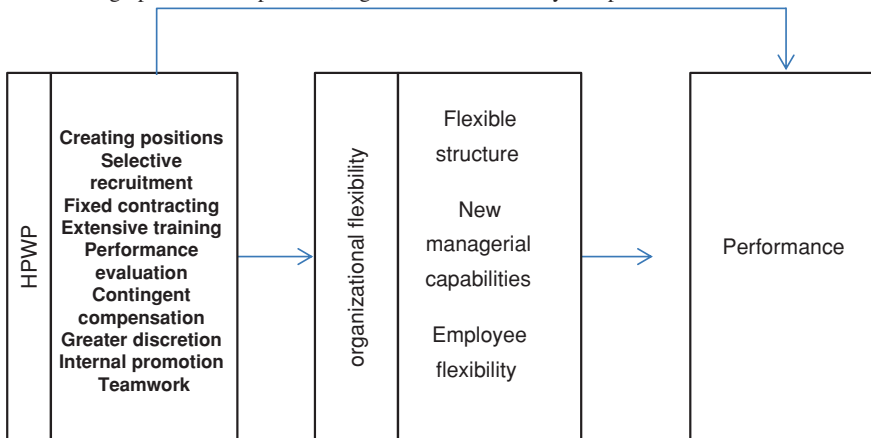 HPWP
Creating positions
Selective
recruitment
Fixed contracting
Extensive training
Performance
evaluation
Contingent
compensation
Greater discretion
Internal promotion
Teamwork
organizational flexibility
Flexible
structure
New
managerial
capabilities
Employee
flexibility
Performance